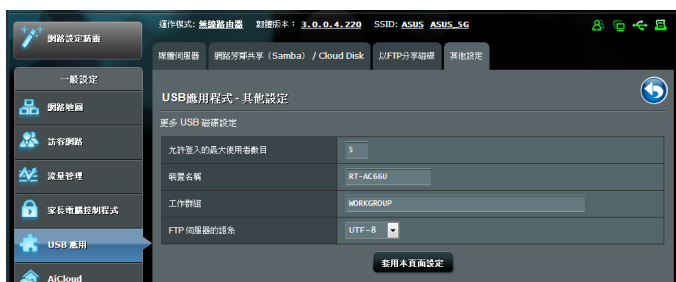 網路設定精靈
運作模式: 無線路由器 韌體版本: 3.0.0.4.220 SSID: ASUS ASUS_5G
媒體伺服器 網路芳鄰共享 (Samba) / Cloud Disk 以FTP分享磁碟 其他設定
一般設定
網路地圖
訪客網路
流量管理
家長電腦控制程式
USB 應用
AiCloud
USB應用程式 - 其他設定
更多 USB 磁碟設定
允許登入的最大使用者數目 5
裝置名稱 RT-AC66U
工作群組 WORKGROUP
FTP 伺服器的語系 UTF-8
套用本頁面設定